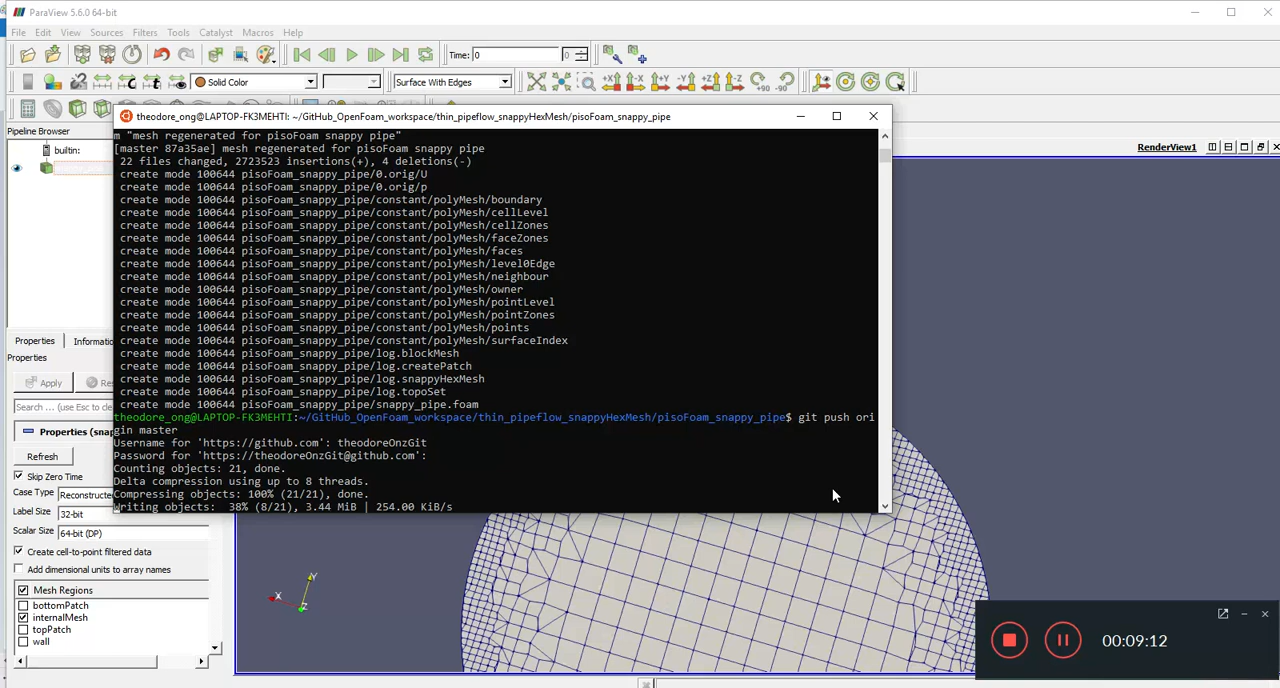 ParaView 5.6.0 64-bit
File Edit View Sources Filters Tools Catalyst Macros Help
Time: 0 0
Solid Color Surface With Edges +X -X +Y -Y +Z -Z +90 -90
theodore_ong@LAPTOP-FK3MEHTI: ~/GitHub_OpenFoam_workspace/thin_pipeflow_snappyHexMesh/pisoFoam_snappy_pipe
Pipeline Browser
builtin:
RenderView1
m "mesh regenerated for pisoFoam snappy pipe"
[master 87a35ae] mesh regenerated for pisoFoam snappy pipe
22 files changed, 2723523 insertions(+), 4 deletions(-)
create mode 100644 pisoFoam_snappy_pipe/0.orig/U
create mode 100644 pisoFoam_snappy_pipe/0.orig/p
create mode 100644 pisoFoam_snappy_pipe/constant/polyMesh/boundary
create mode 100644 pisoFoam_snappy_pipe/constant/polyMesh/cellLevel
create mode 100644 pisoFoam_snappy_pipe/constant/polyMesh/cellZones
create mode 100644 pisoFoam_snappy_pipe/constant/polyMesh/faceZones
create mode 100644 pisoFoam_snappy_pipe/constant/polyMesh/faces
create mode 100644 pisoFoam_snappy_pipe/constant/polyMesh/level0Edge
create mode 100644 pisoFoam_snappy_pipe/constant/polyMesh/neighbour
create mode 100644 pisoFoam_snappy_pipe/constant/polyMesh/owner
create mode 100644 pisoFoam_snappy_pipe/constant/polyMesh/pointLevel
create mode 100644 pisoFoam_snappy_pipe/constant/polyMesh/pointZones
create mode 100644 pisoFoam_snappy_pipe/constant/polyMesh/points
create mode 100644 pisoFoam_snappy_pipe/constant/polyMesh/surfaceIndex
create mode 100644 pisoFoam_snappy_pipe/log.blockMesh
create mode 100644 pisoFoam_snappy_pipe/log.createPatch
create mode 100644 pisoFoam_snappy_pipe/log.snappyHexMesh
create mode 100644 pisoFoam_snappy_pipe/log.topoSet
create mode 100644 pisoFoam_snappy_pipe/snappy_pipe.foam
theodore_ong@LAPTOP-FK3MEHTI:~/GitHub_OpenFoam_workspace/thin_pipeflow_snappyHexMesh/pisoFoam_snappy_pipe$ git push ori
gin master
Username for 'https://github.com': theodoreOnzGit
Password for 'https://theodoreOnzGit@github.com':
Counting objects: 21, done.
Delta compression using up to 8 threads.
Compressing objects: 100% (21/21), done.
Writing objects: 38% (8/21), 3.44 MiB | 254.00 KiB/s
Properties Informatio
Properties
Apply Res
Search ... (use Esc to de
Properties (snap
Refresh
Skip Zero Time
Case Type Reconstructe
Label Size 32-bit
Scalar Size 64-bit (DP)
Create cell-to-point filtered data
Add dimensional units to array names
Mesh Regions
bottomPatch
internalMesh
topPatch
wall
X Y Z
00:09:12